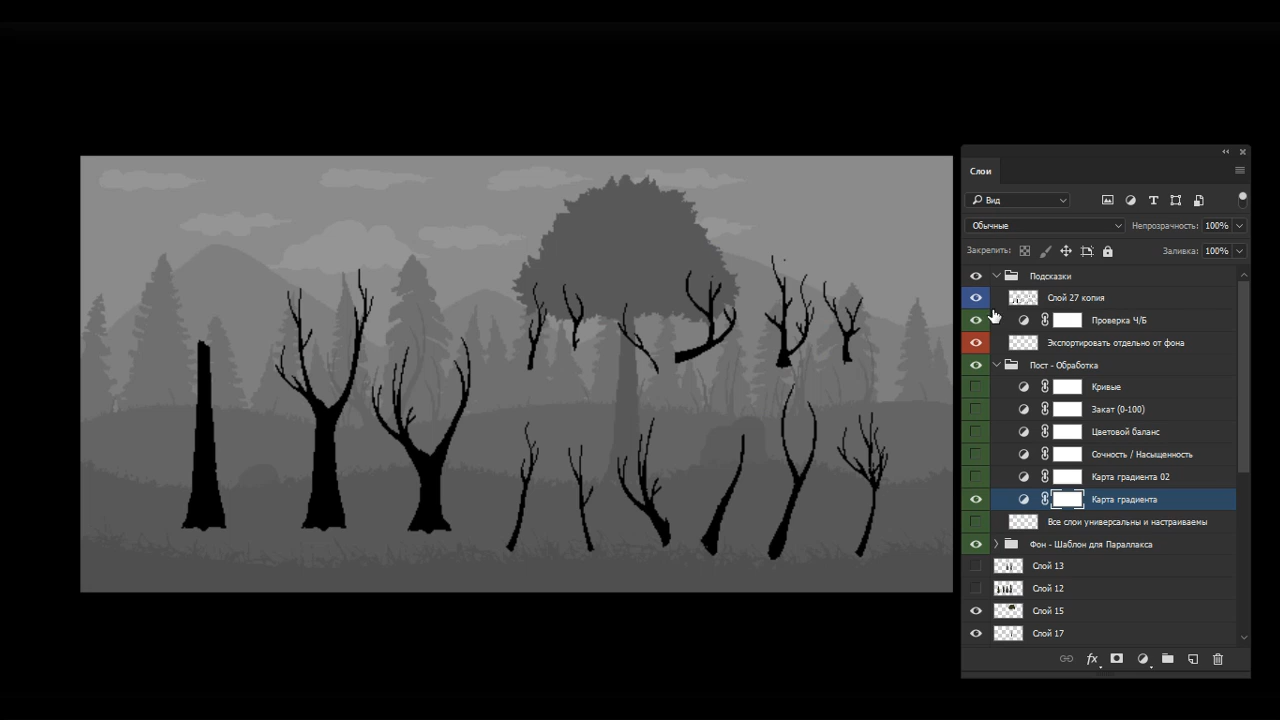 Слои
Вид
Обычные
Непрозрачность: 100%
Закрепить:
Заливка: 100%
Подсказки
Слой 27 копия
Проверка Ч/Б
Экспортировать отдельно от фона
Пост - Обработка
Кривые
Закат (0-100)
Цветовой баланс
Сочность / Насыщенность
Карта градиента 02
Карта градиента
Все слои универсальны и настраиваемы
Фон - Шаблон для Параллакса
Слой 13
Слой 12
Слой 15
Слой 17
fx